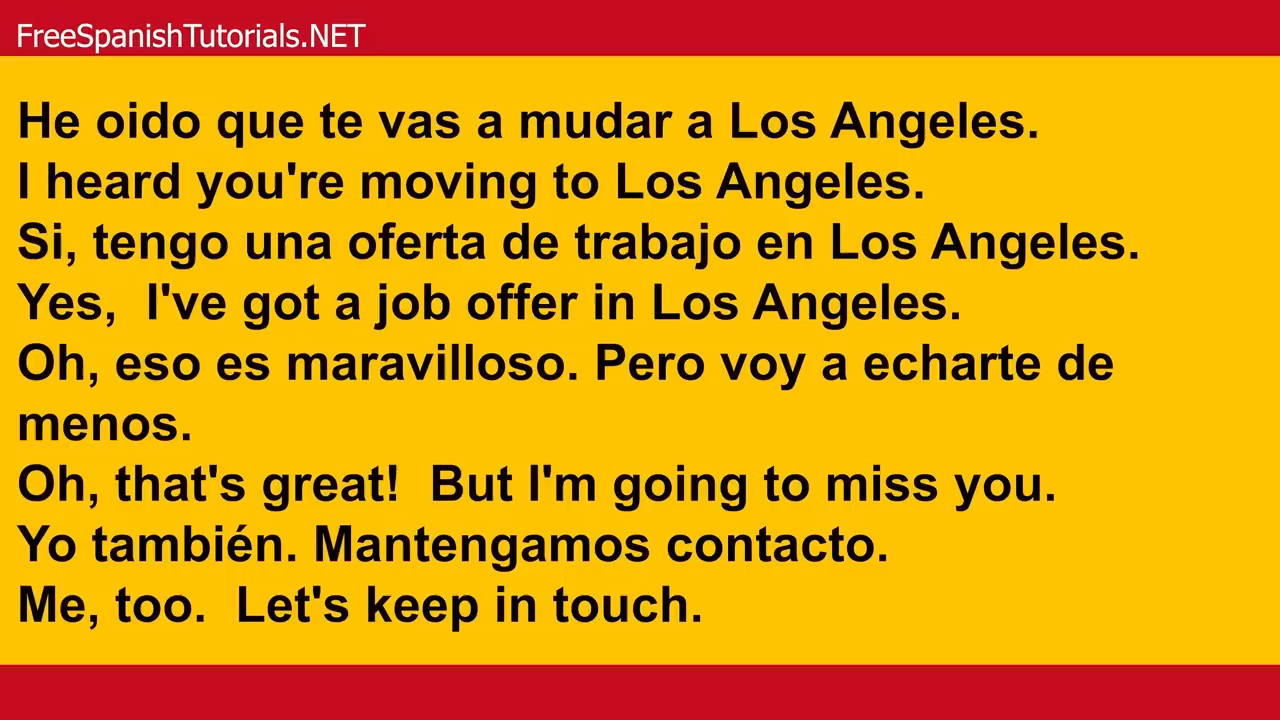 FreeSpanishTutorials.NET
He oido que te vas a mudar a Los Angeles.
I heard you're moving to Los Angeles.
Si, tengo una oferta de trabajo en Los Angeles.
Yes,  I've got a job offer in Los Angeles.
Oh, eso es maravilloso. Pero voy a echarte de
menos.
Oh, that's great!  But I'm going to miss you.
Yo también. Mantengamos contacto.
Me, too.  Let's keep in touch.